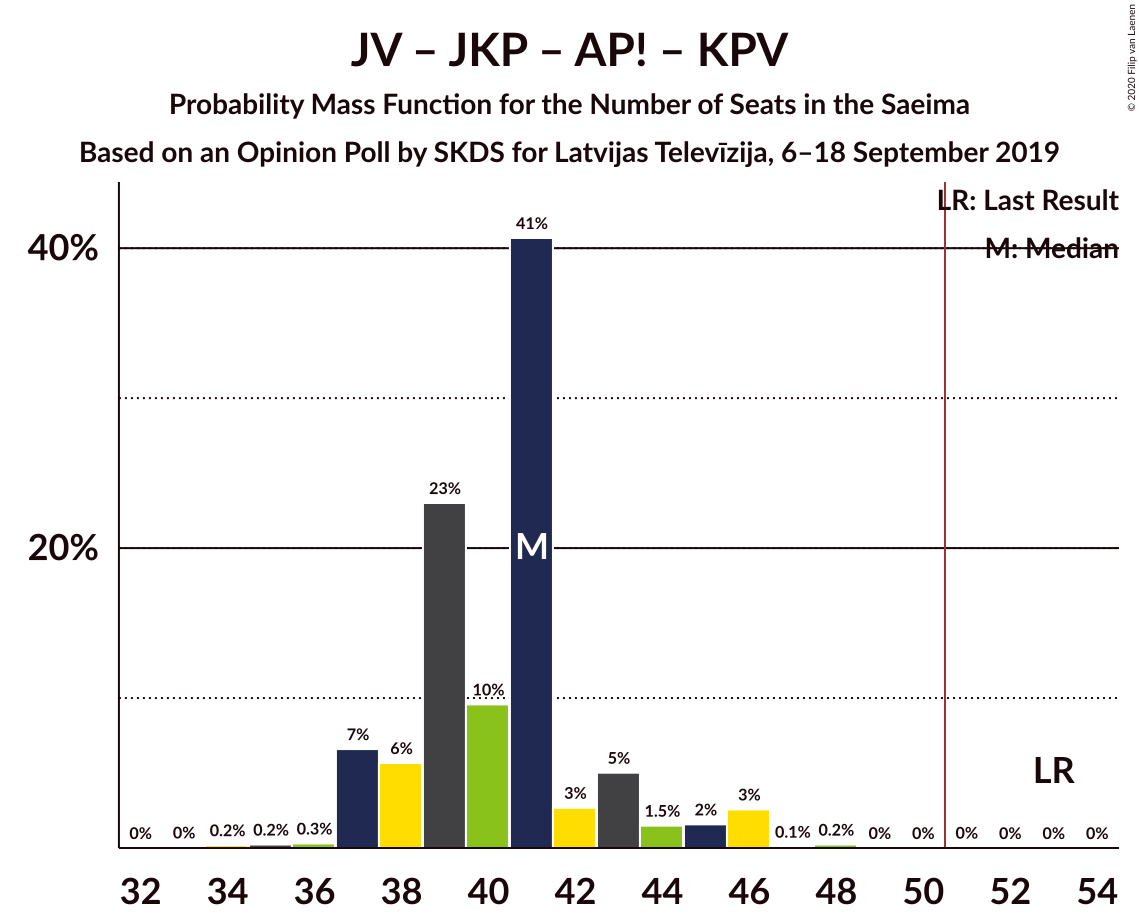 JV – JKP – AP! – KPV
Probability Mass Function for the Number of Seats in the Saeima
Based on an Opinion Poll by SKDS for Latvijas Televīzija, 6–18 September 2019
© 2020 Filip van Laenen
LR: Last Result
M: Median
40%
20%
0% 0% 0.2% 0.2% 0.3% 7% 6% 23% 10% 41% 3% 5% 1.5% 2% 3% 0.1% 0.2% 0% 0% 0% 0% 0% 0%
M
LR
32 34 36 38 40 42 44 46 48 50 52 54